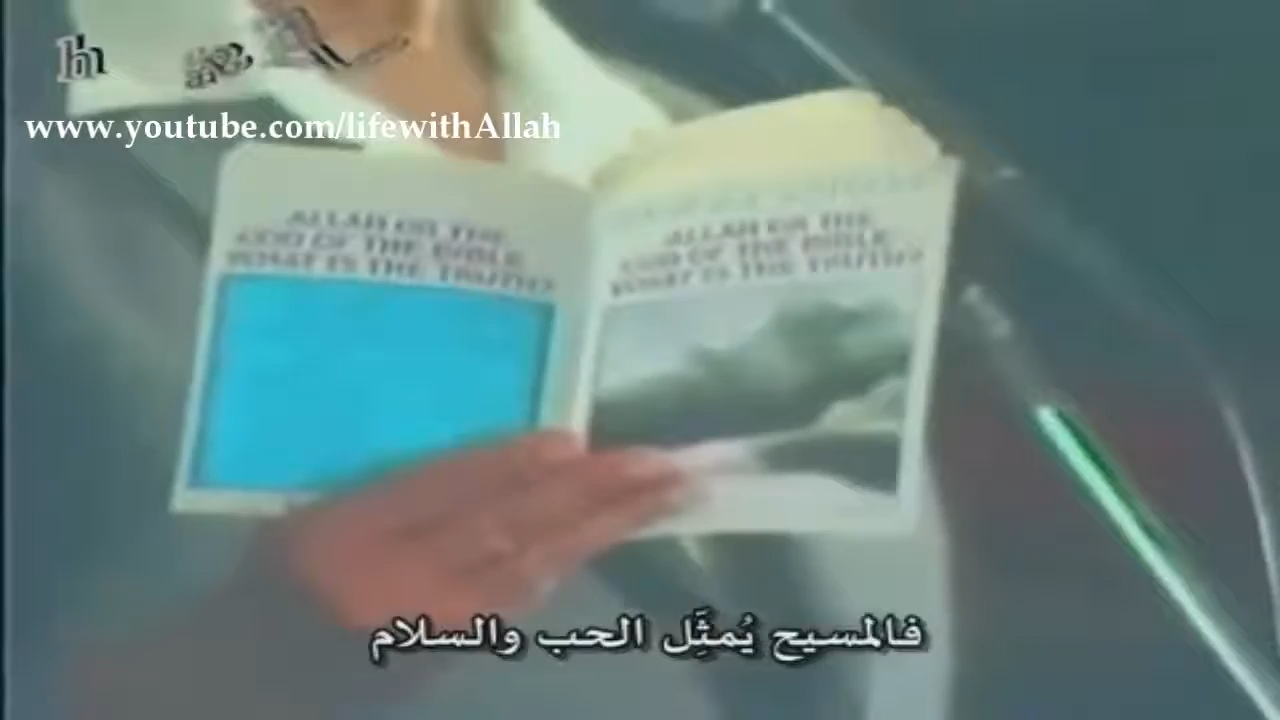 www.youtube.com/lifewithAllah
ALLAH OR THE
GOD OF THE BIBLE
WHAT IS THE TRUTH?
ALLAH OR THE
GOD OF THE BIBLE
WHAT IS THE TRUTH?
فالمسيح يُمثِّل الحب والسلام